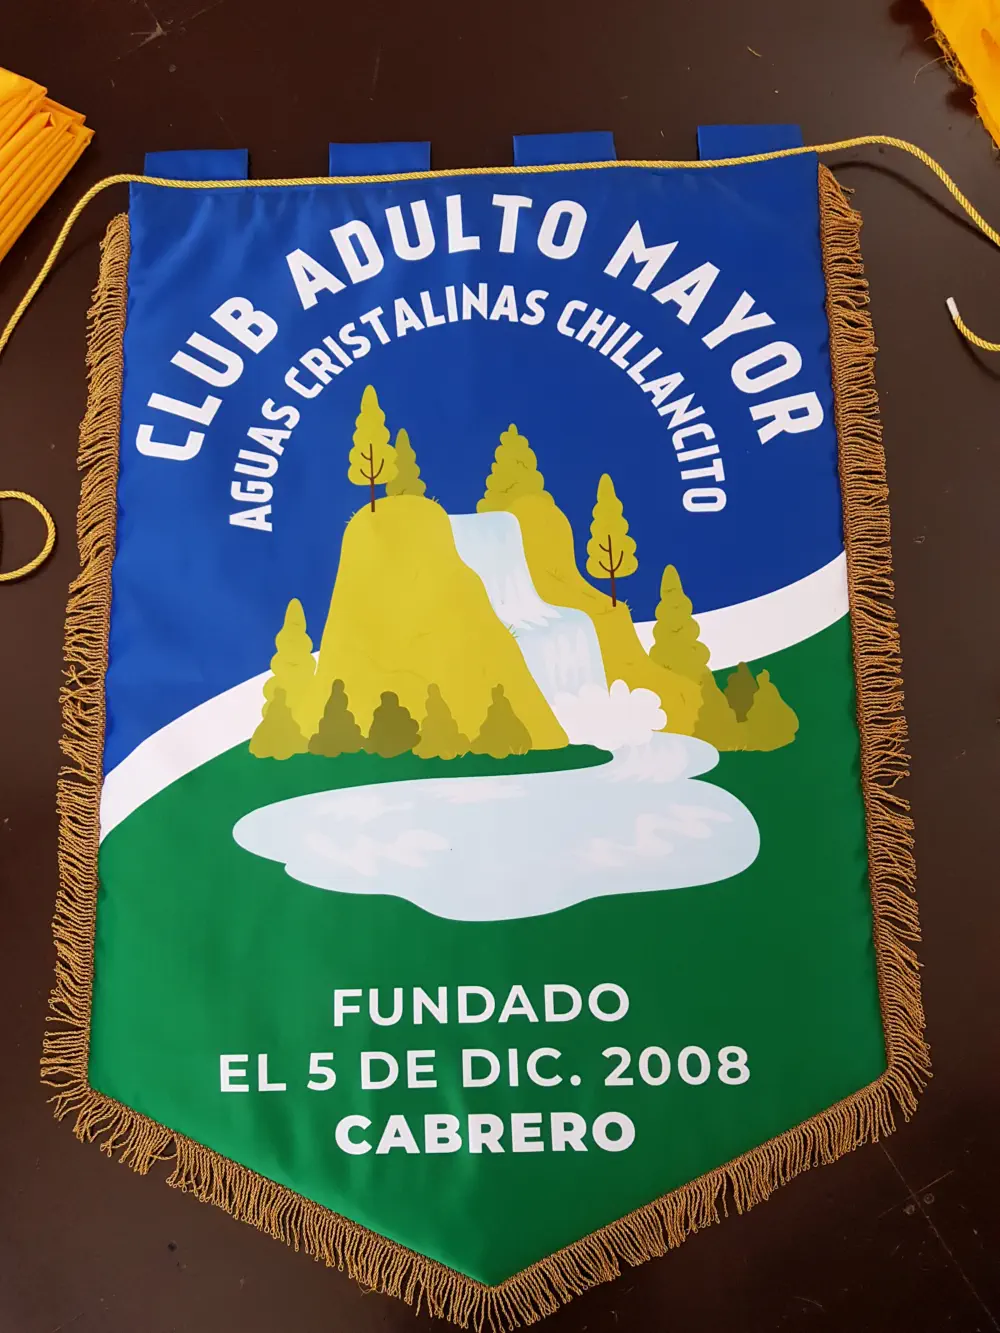 CLUB ADULTO MAYOR
AGUAS CRISTALINAS CHILLANCITO
FUNDADO
EL 5 DE DIC. 2008
CABRERO